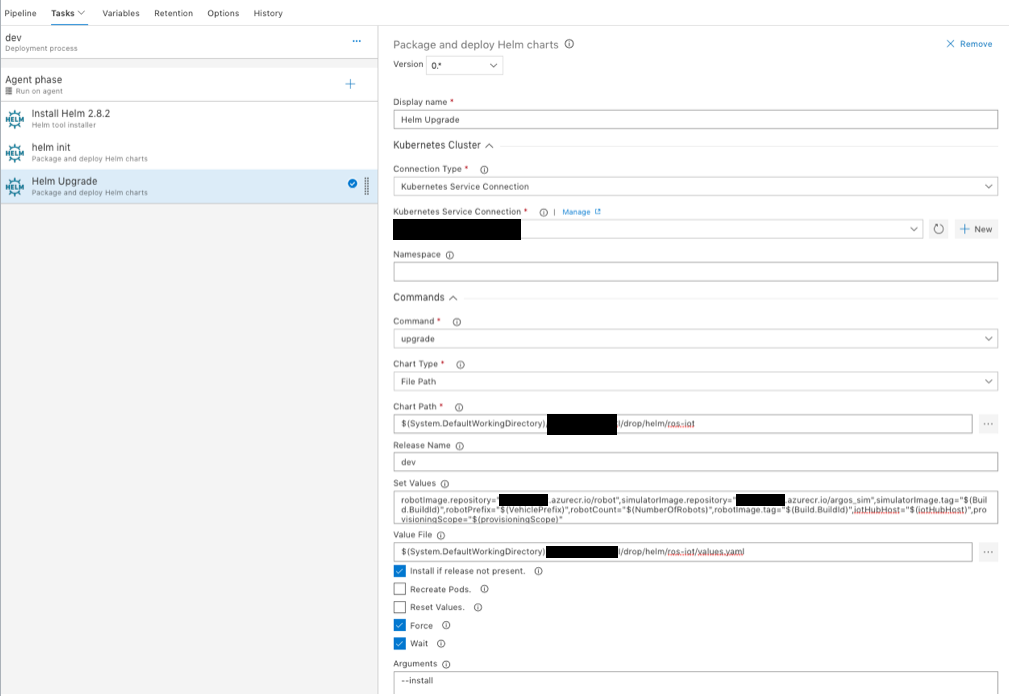 Pipeline Tasks Variables Retention Options History
dev
Deployment process
...
Agent phase
Run on agent
HELM
Install Helm 2.8.2
Helm tool installer
HELM
helm init
Package and deploy Helm charts
HELM
Helm Upgrade
Package and deploy Helm charts
Package and deploy Helm charts
Remove
Version 0.*
Display name *
Helm Upgrade
Kubernetes Cluster
Connection Type *
Kubernetes Service Connection
Kubernetes Service Connection * | Manage
New
Namespace
Commands
Command *
upgrade
Chart Type *
File Path
Chart Path *
$(System.DefaultWorkingDirectory) /drop/helm/ros-iot
...
Release Name
dev
Set Values
robotImage.repository=" .azurecr.io/robot",simulatorImage.repository=" .azurecr.io/argos_sim",simulatorImage.tag="$(Buil
d.BuildId)",robotPrefix="$(VehiclePrefix)",robotCount="$(NumberOfRobots)",robotImage.tag="$(Build.BuildId)",iotHubHost="$(iotHubHost)",pro
visioningScope="$(provisioningScope)"
Value File
$(System.DefaultWorkingDirectory) /drop/helm/ros-iot/values.yaml
...
Install if release not present.
Recreate Pods.
Reset Values.
Force
Wait
Arguments
--install